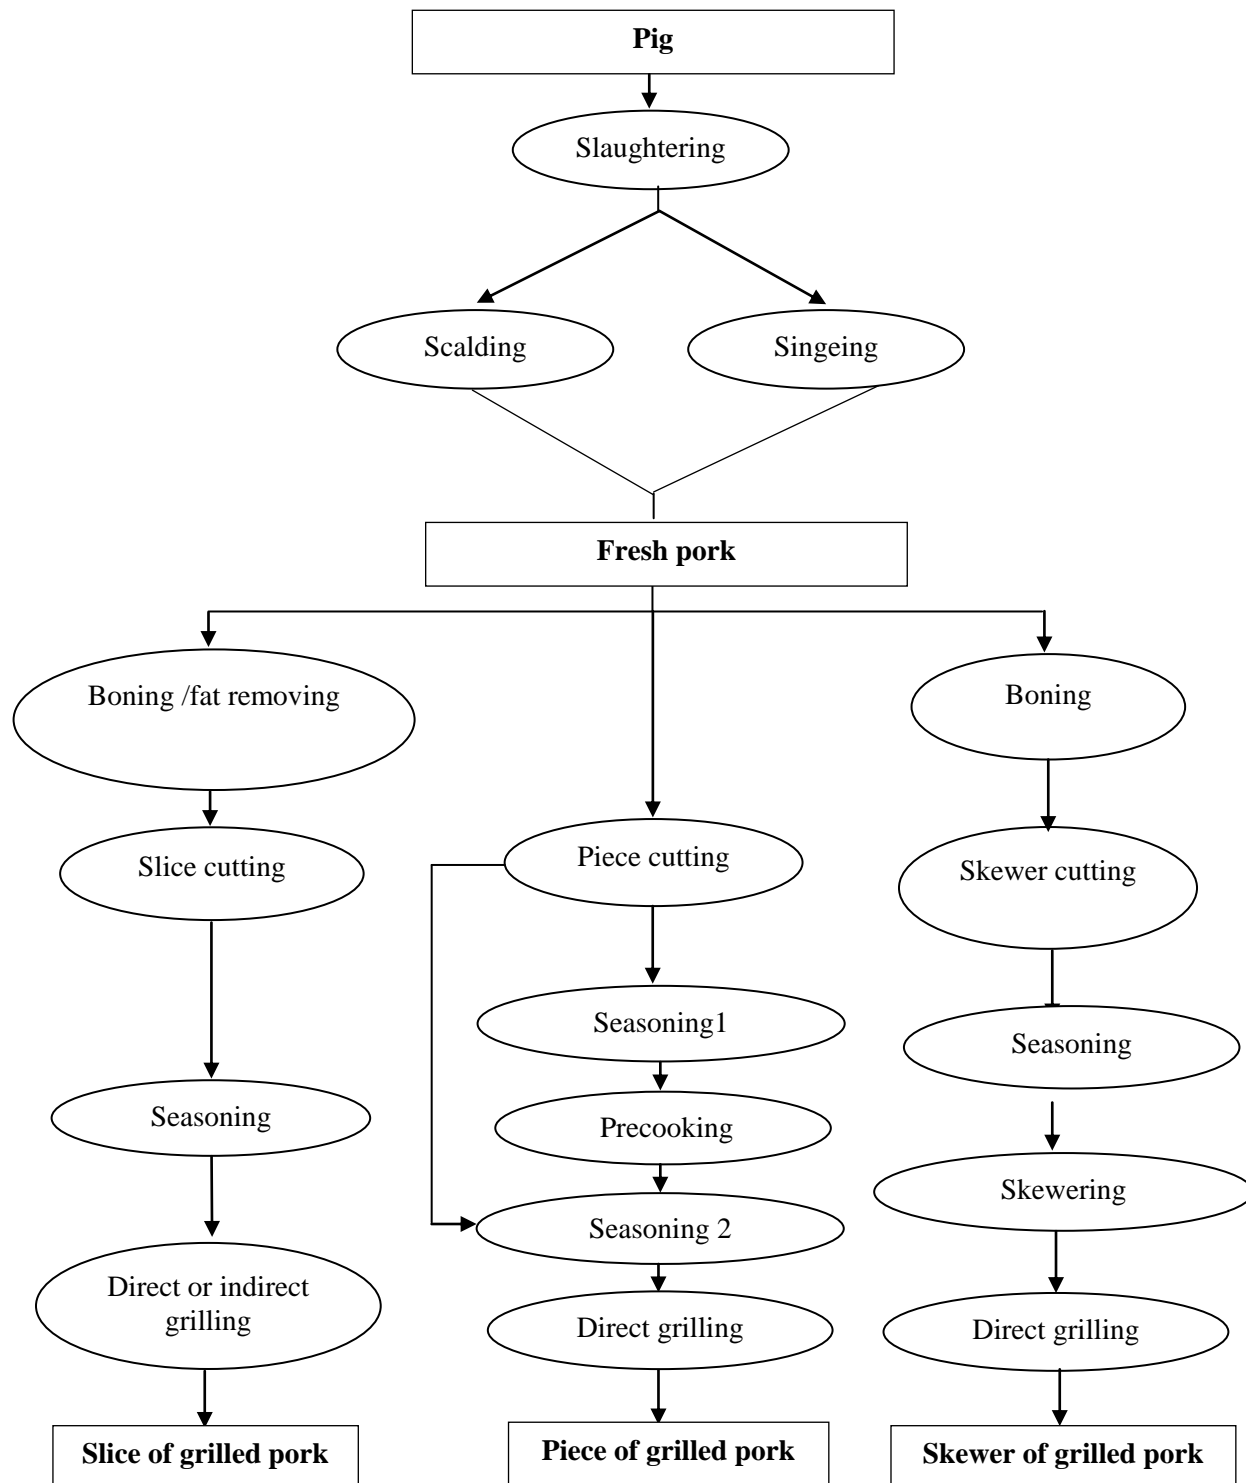 Pig
Slaughtering
Scalding
Singeing
Fresh pork
Boning /fat removing
Boning
Slice cutting
Piece cutting
Skewer cutting
Seasoning1
Seasoning
Seasoning
Precooking
Skewering
Seasoning 2
Direct or indirect
grilling
Direct grilling
Direct grilling
Slice of grilled pork
Piece of grilled pork
Skewer of grilled pork